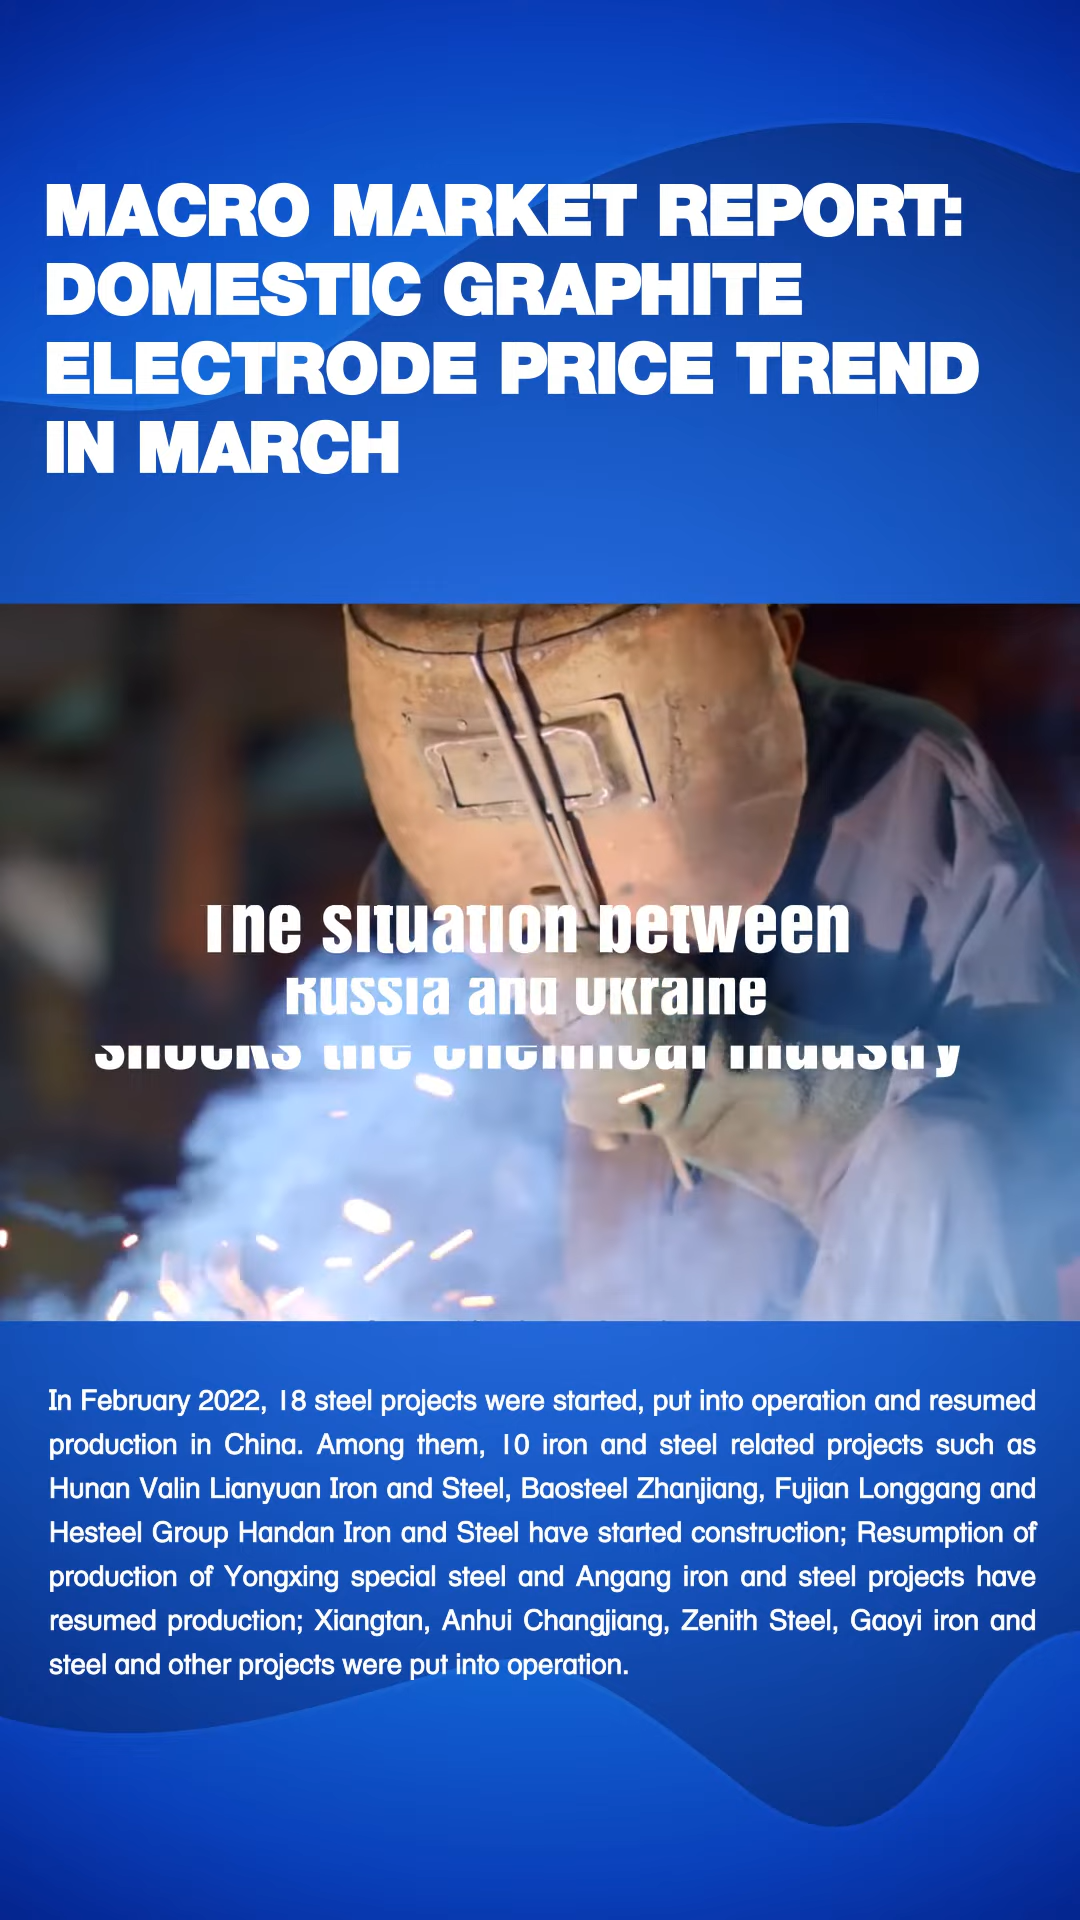 MACRO MARKET REPORT:
DOMESTIC GRAPHITE
ELECTRODE PRICE TREND
IN MARCH
The situation between
Russia and Ukraine
shocks the chemical industry
In February 2022, 18 steel projects were started, put into operation and resumed
production in China. Among them, 10 iron and steel related projects such as
Hunan Valin Lianyuan Iron and Steel, Baosteel Zhanjiang, Fujian Longgang and
Hesteel Group Handan Iron and Steel have started construction; Resumption of
production of Yongxing special steel and Angang iron and steel projects have
resumed production; Xiangtan, Anhui Changjiang, Zenith Steel, Gaoyi iron and
steel and other projects were put into operation.